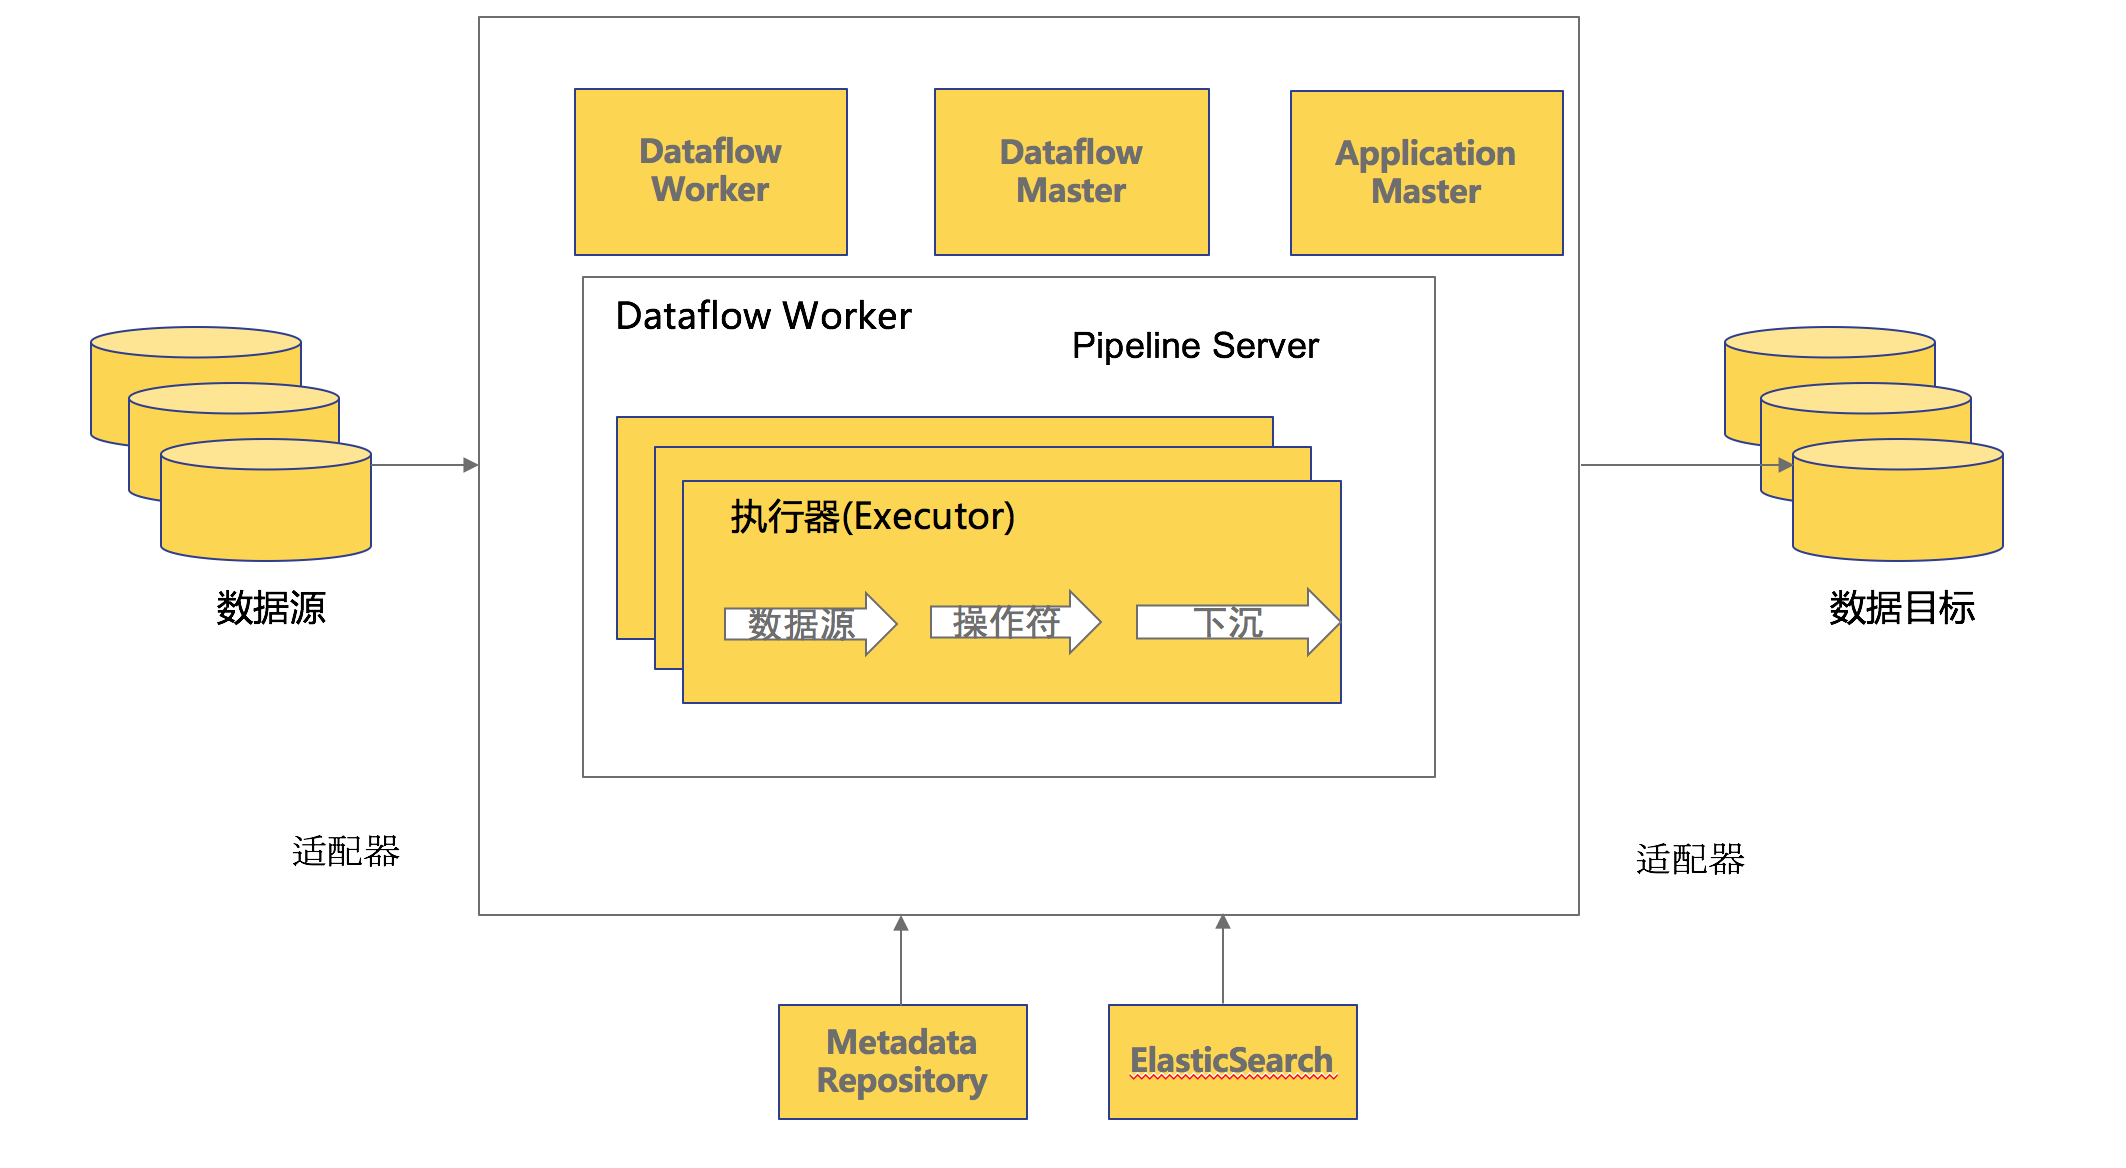 Dataflow
Worker
Dataflow
Master
Application
Master
Dataflow Worker
Pipeline Server
执行器(Executor)
数据源
操作符
下沉
数据源
数据目标
适配器
适配器
Metadata
Repository
ElasticSearch